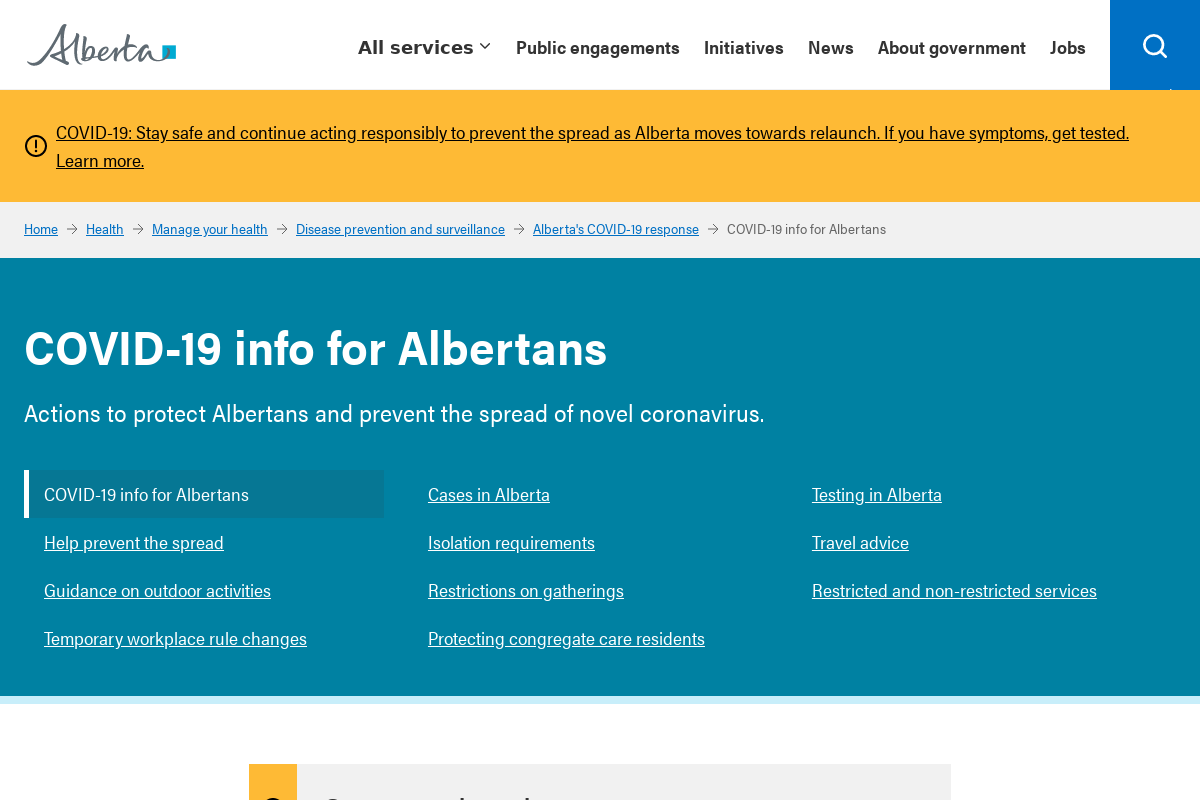 Alberta
All services
Public engagements
Initiatives
News
About government
Jobs
COVID-19: Stay safe and continue acting responsibly to prevent the spread as Alberta moves towards relaunch. If you have symptoms, get tested.
Learn more.
Home → Health → Manage your health → Disease prevention and surveillance → Alberta's COVID-19 response → COVID-19 info for Albertans
COVID-19 info for Albertans
Actions to protect Albertans and prevent the spread of novel coronavirus.
COVID-19 info for Albertans
Cases in Alberta
Testing in Alberta
Help prevent the spread
Isolation requirements
Travel advice
Guidance on outdoor activities
Restrictions on gatherings
Restricted and non-restricted services
Temporary workplace rule changes
Protecting congregate care residents